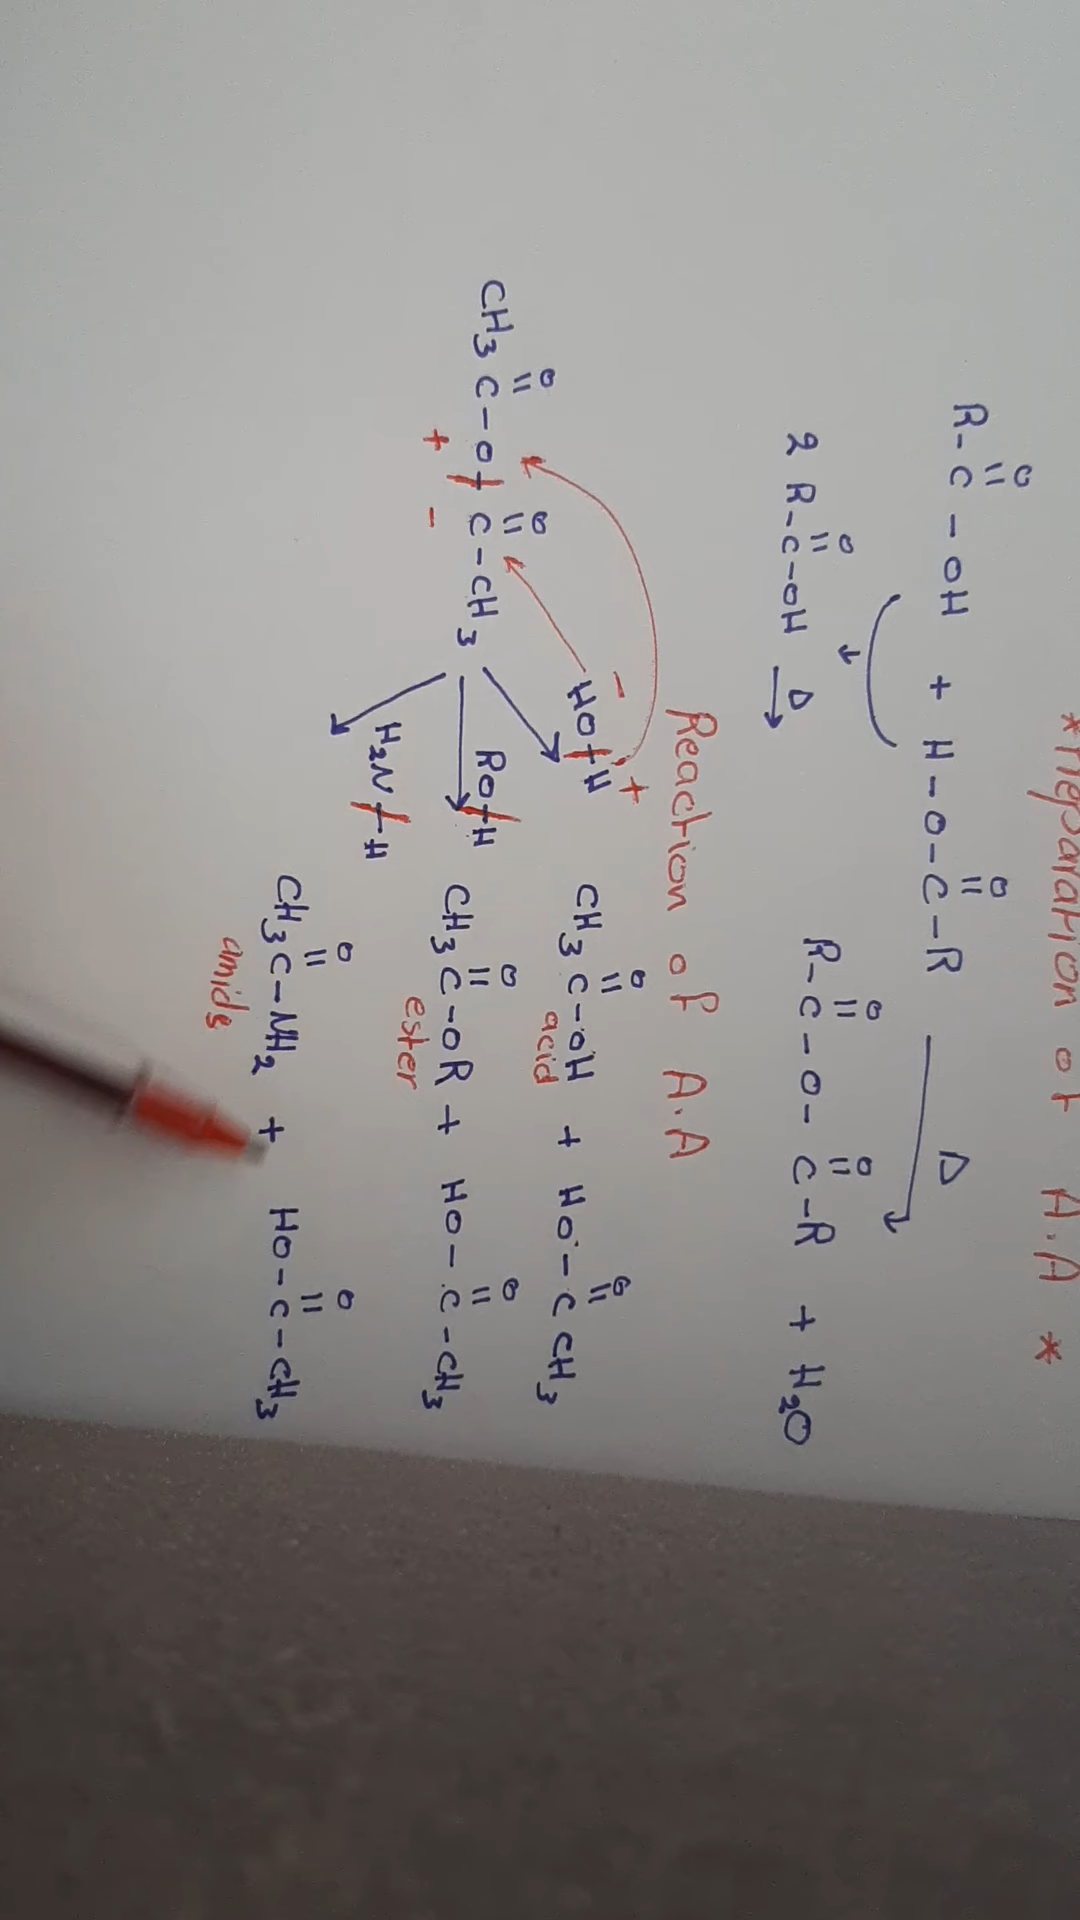 *Preparation of A.A *
O O
R-C-OH + H-O-C-R Δ
O O O
2 R-C-OH Δ R-C-O-C-R + H2O
Reaction of A.A
- +
HO H
O O O O
CH3C-O C-CH3 CH3C-OH + HO-C CH3
+ -
acid
RO H
O O
CH3C-OR + HO-C-CH3
ester
H2N H
O O
CH3C-NH2 + HO-C-CH3
amide